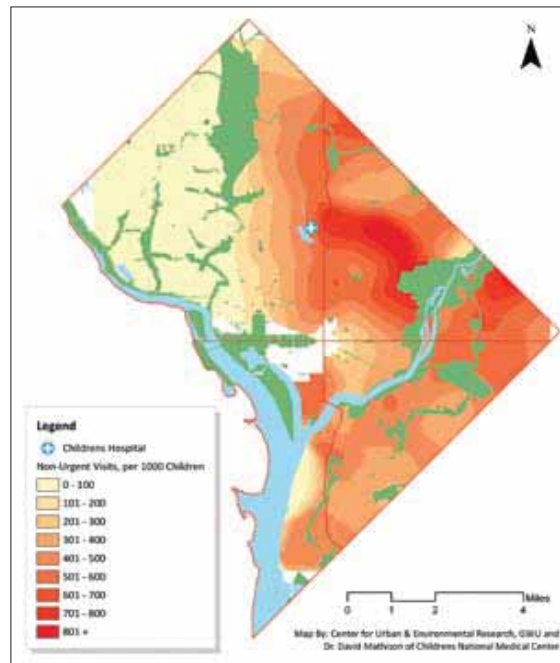 N
Legend
Childrens Hospital
Non-Urgent Visits, per 1000 Children
0 - 100
101 - 200
201 - 300
301 - 400
401 - 500
501 - 600
601 - 700
701 - 800
801 +
Miles
0 1 2 4
Map By: Center for Urban & Environmental Research, GWU and
Dr. David Mathison of Childrens National Medical Center